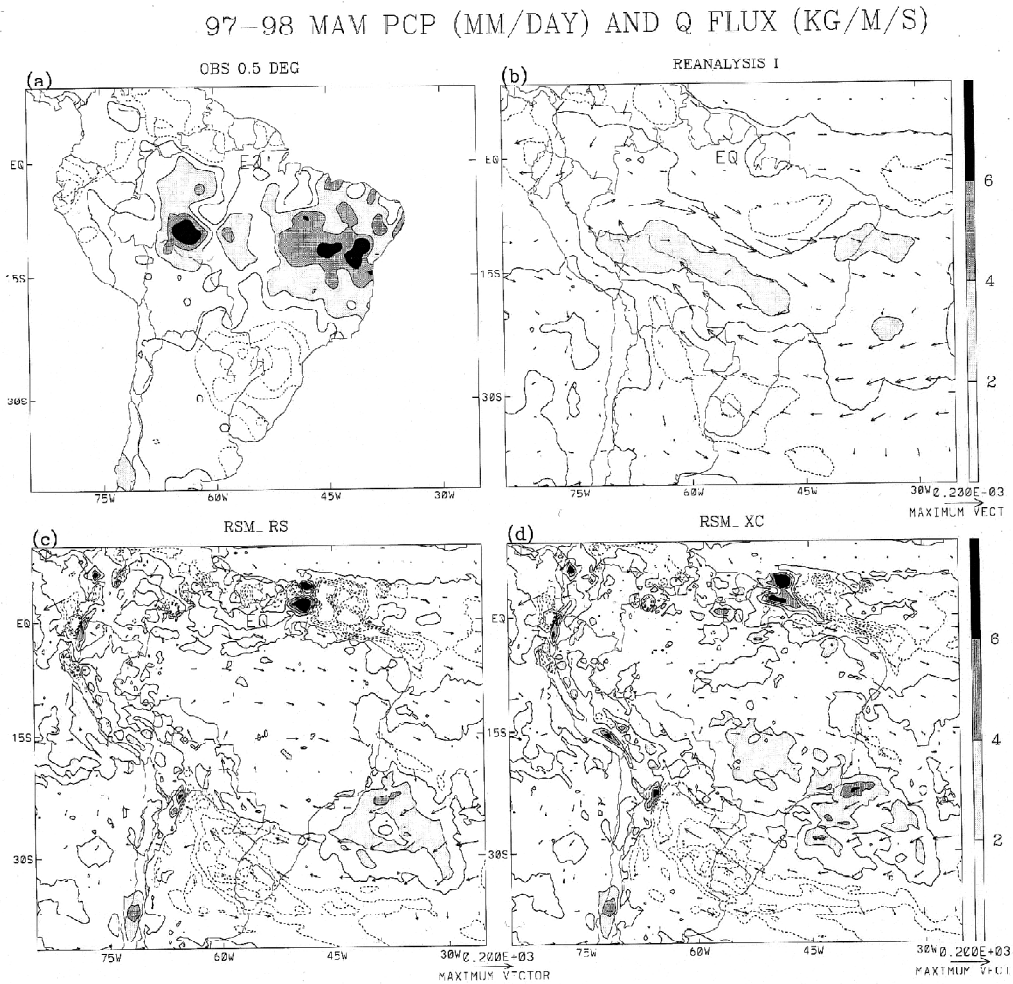 97-98 MAM PCP (MM/DAY) AND Q FLUX (KG/M/S)
(a) OBS 0.5 DEG
(b) REANALYSIS I
EQ
EQ
EQ
EQ
6
4
15S
15S
2
30S
30S
75W 60W 45W 30W
75W 60W 45W 30W
0.200E-03
MAXIMUM VECT
(c) RSM_RS
(d) RSM_XC
EQ
EQ
EQ
EQ
6
15S
15S
4
2
30S
30S
75W 60W 45W 30W
0.200E+03
MAXIMUM VECTOR
75W 60W 45W 30W
0.200E+03
MAXIMUM VECT